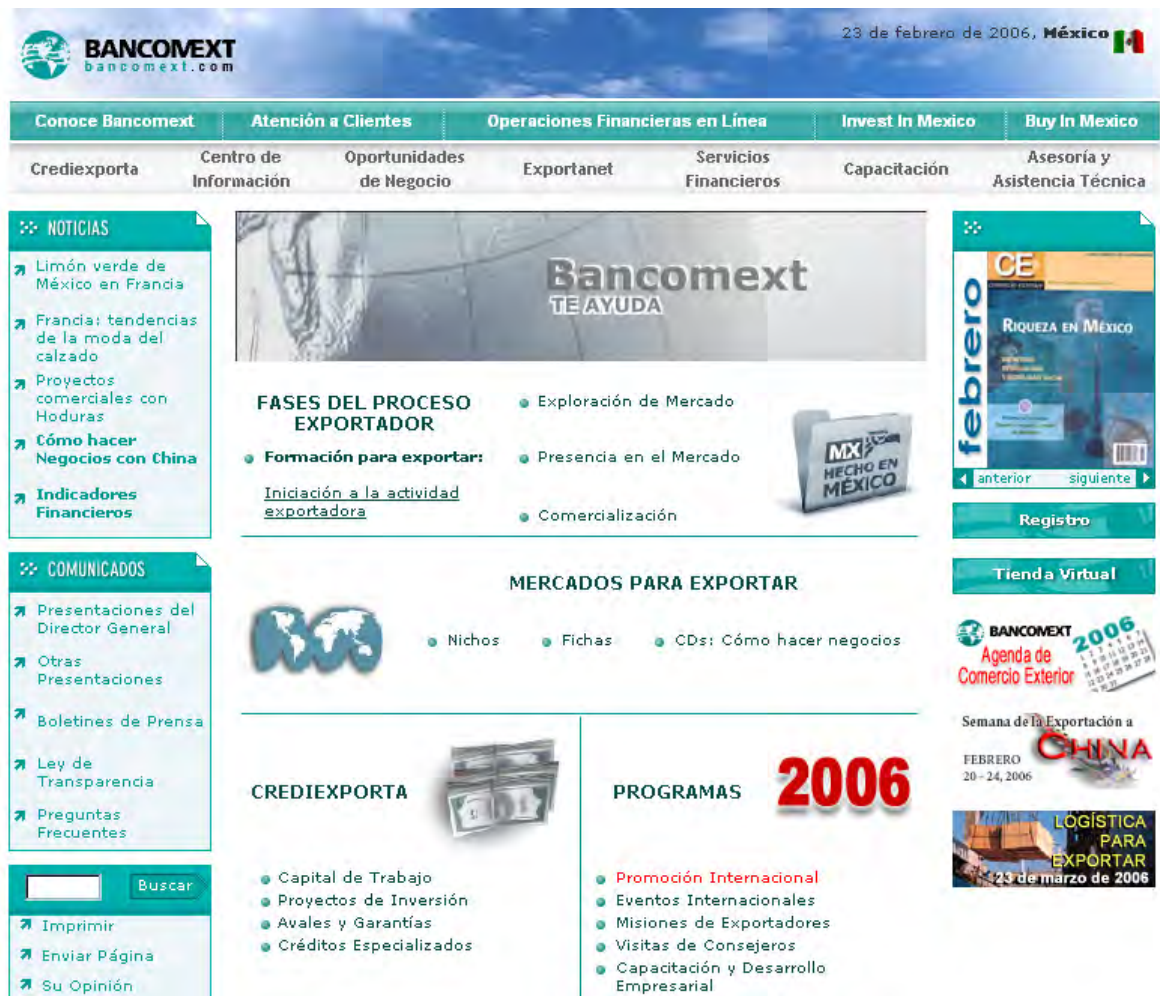 BANCOMEXT
bancomext.com
23 de febrero de 2006, México
Conoce Bancomext
Atención a Clientes
Operaciones Financieras en Línea
Invest In Mexico
Buy In Mexico
Crediexporta
Centro de
Información
Oportunidades
de Negocio
Exportanet
Servicios
Financieros
Capacitación
Asesoría y
Asistencia Técnica
NOTICIAS
Limón verde de
México en Francia
Francia: tendencias
de la moda del
calzado
Proyectos
comerciales con
Hoduras
Cómo hacer
Negocios con China
Indicadores
Financieros
COMUNICADOS
Presentaciones del
Director General
Otras
Presentaciones
Boletines de Prensa
Ley de
Transparencia
Preguntas
Frecuentes
Buscar
Imprimir
Enviar Página
Su Opinión
Bancomext
TE AYUDA
FASES DEL PROCESO
EXPORTADOR
Formación para exportar:
Iniciación a la actividad
exportadora
Exploración de Mercado
Presencia en el Mercado
Comercialización
MX
HECHO EN
MÉXICO
MERCADOS PARA EXPORTAR
Nichos
Fichas
CDs: Cómo hacer negocios
CREDIEXPORTA
Capital de Trabajo
Proyectos de Inversión
Avales y Garantías
Créditos Especializados
PROGRAMAS
2006
Promoción Internacional
Eventos Internacionales
Misiones de Exportadores
Visitas de Consejeros
Capacitación y Desarrollo
Empresarial
febrero
CE
RIQUEZA EN MÉXICO
anterior
siguiente
Registro
Tienda Virtual
BANCOMEXT
2006
Agenda de
Comercio Exterior
Semana de la Exportación a
CHINA
FEBRERO
20 - 24, 2006
LOGÍSTICA
PARA
EXPORTAR
23 de marzo de 2006